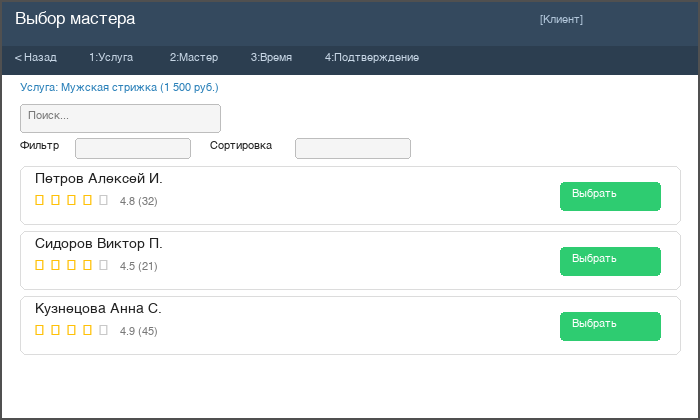 Выбор мастера [Клиент]
< Назад 1:Услуга 2:Мастер 3:Время 4:Подтверждение
Услуга: Мужская стрижка (1 500 руб.)
Поиск...
Фильтр Сортировка
Петров Алексей И.
4.8 (32) Выбрать
Сидоров Виктор П.
4.5 (21) Выбрать
Кузнецова Анна С.
4.9 (45) Выбрать